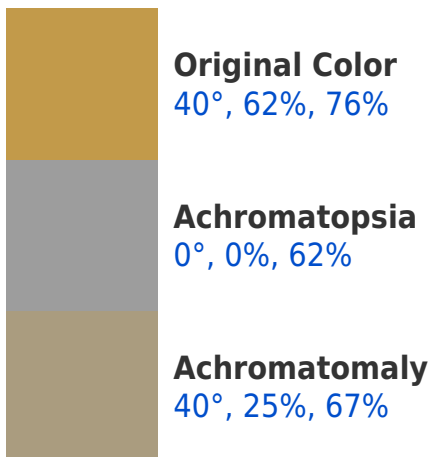 Original Color
40°, 62%, 76%
Achromatopsia
0°, 0%, 62%
Achromatomaly
40°, 25%, 67%